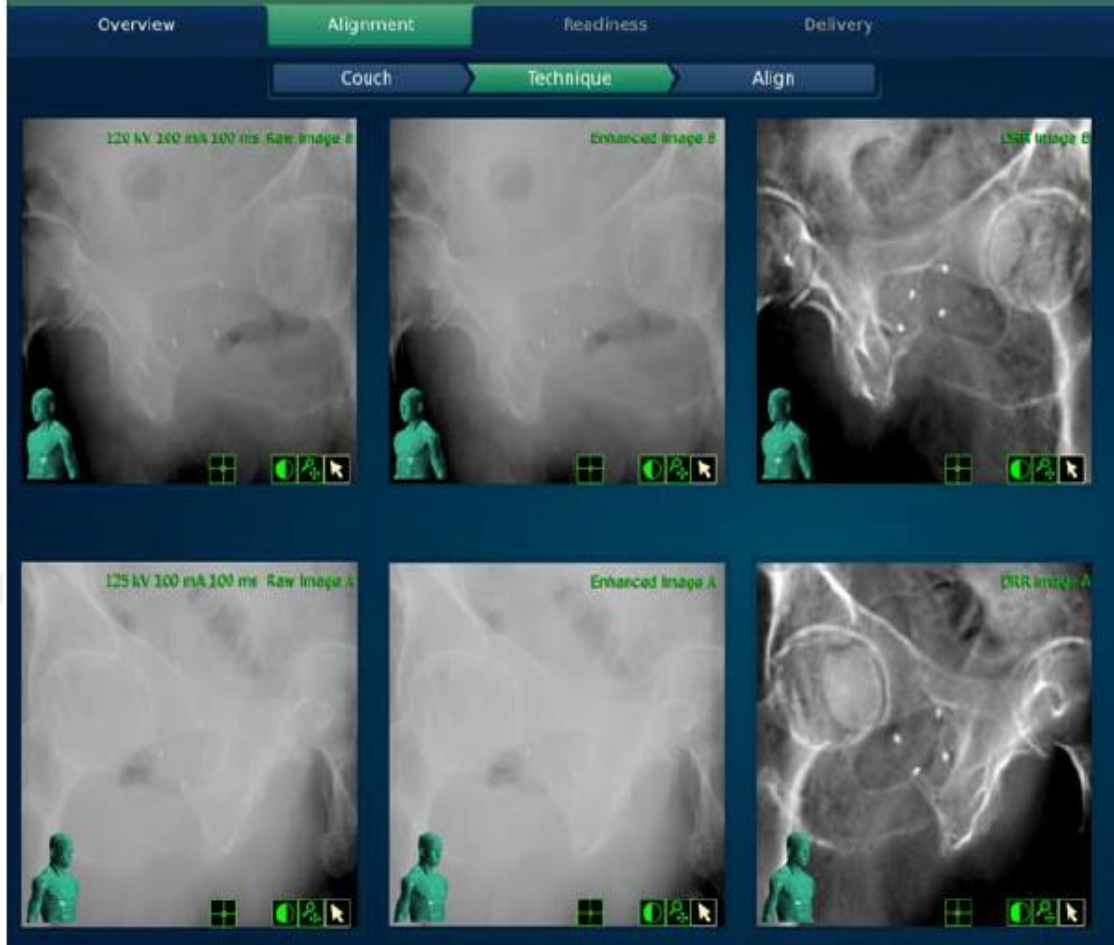 Overview Alignment Readiness Delivery
Couch Technique Align
120 kV 100 mA 100 ms Raw Image B
Enhanced Image B
DRR Image B
125 kV 100 mA 100 ms Raw Image A
Enhanced Image A
DRR Image A